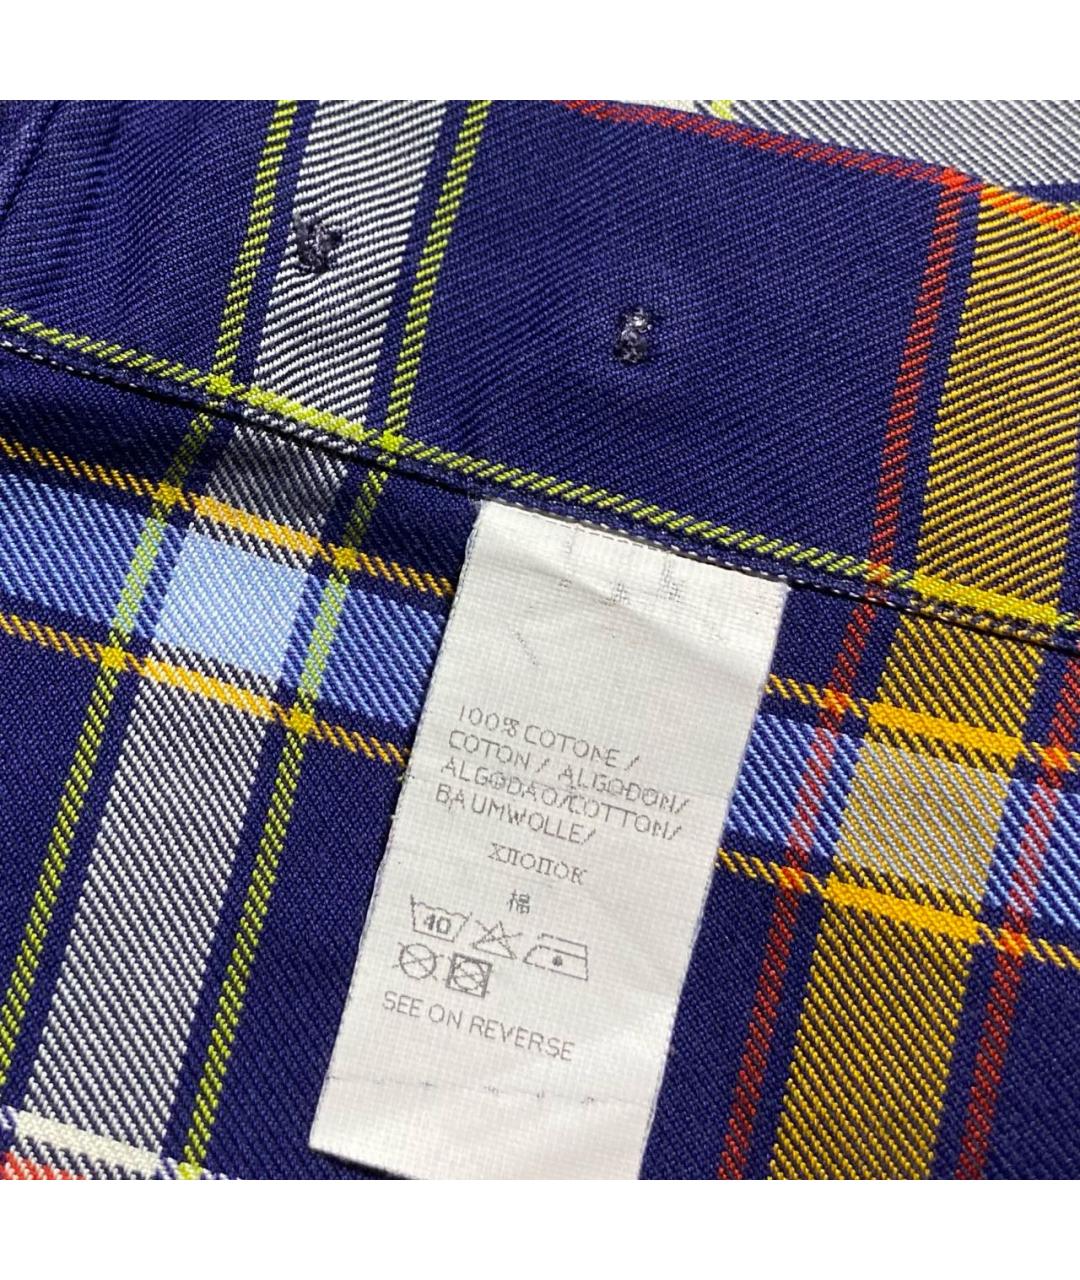 100% COTONE /
COTON / ALGODON/
ALGODAO/COTTON/
BAUMWOLLE/
ХЛОПОК
棉
40
SEE ON REVERSE